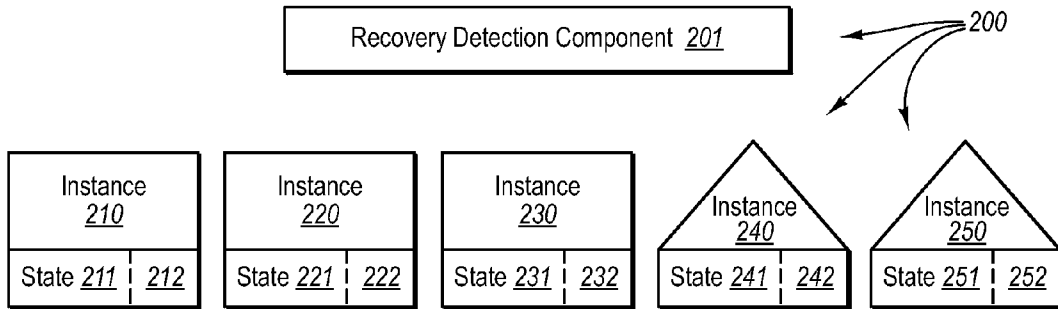 Recovery Detection Component 201
200
Instance
210
Instance
220
Instance
230
Instance
240
Instance
250
State 211 212
State 221 222
State 231 232
State 241 242
State 251 252